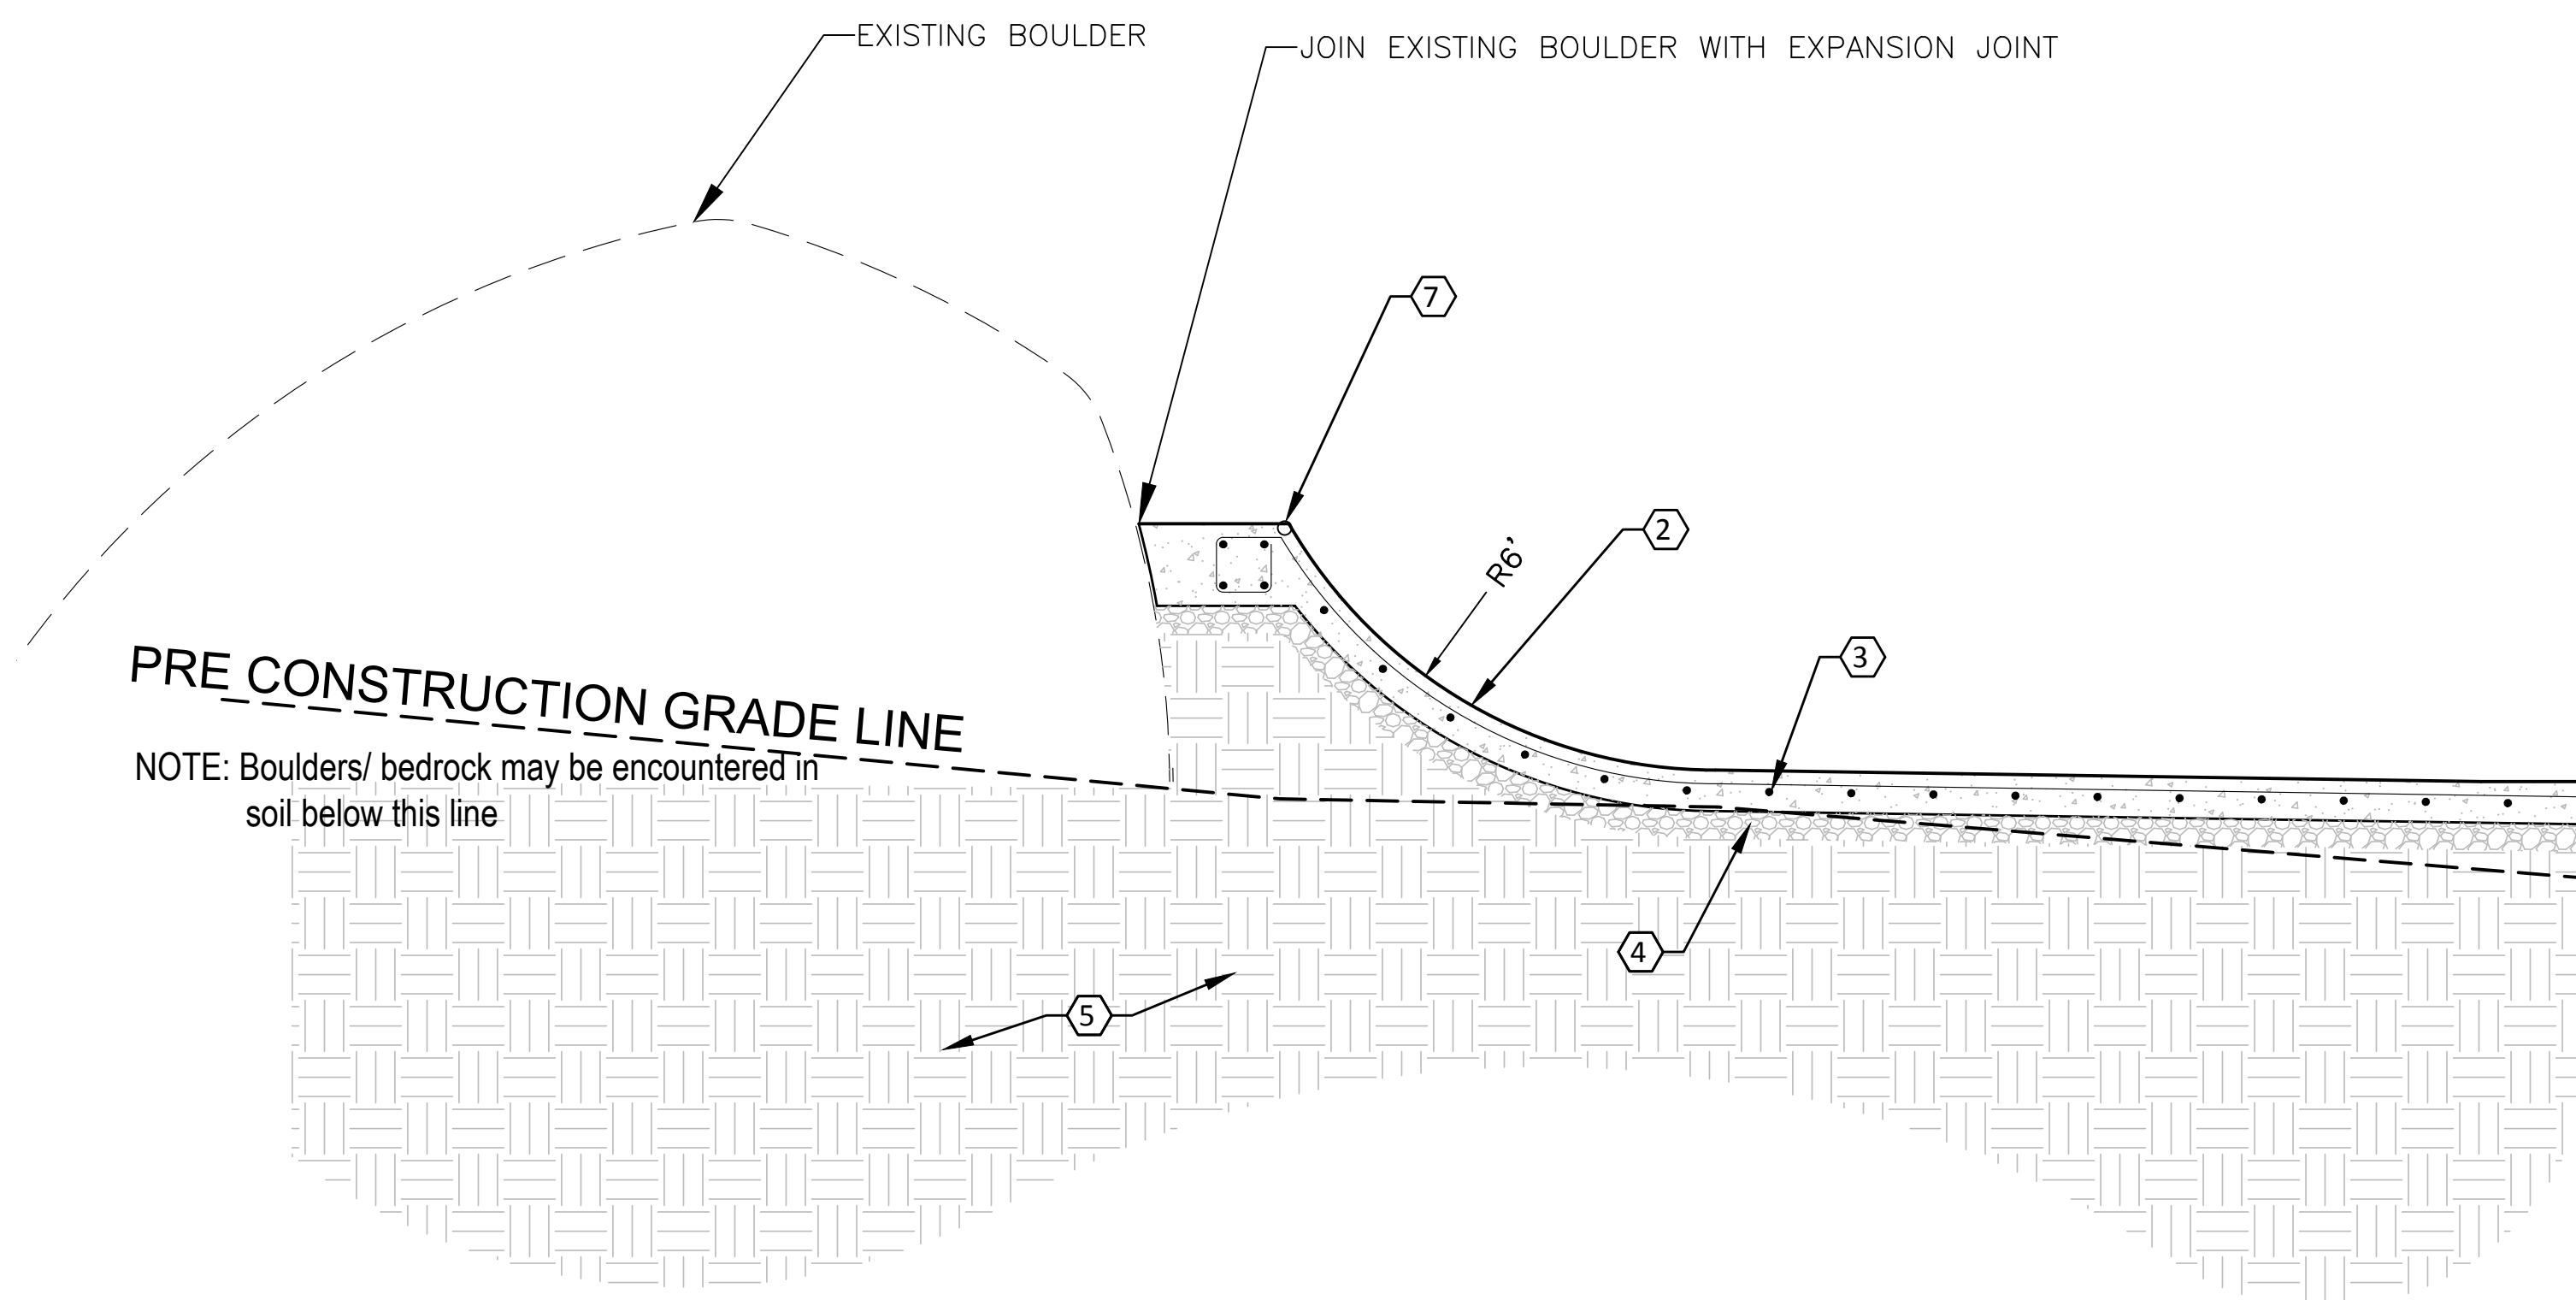 EXISTING BOULDER
JOIN EXISTING BOULDER WITH EXPANSION JOINT
7
2
R6’
3
PRE CONSTRUCTION GRADE LINE
NOTE: Boulders/ bedrock may be encountered in
soil below this line
4
5